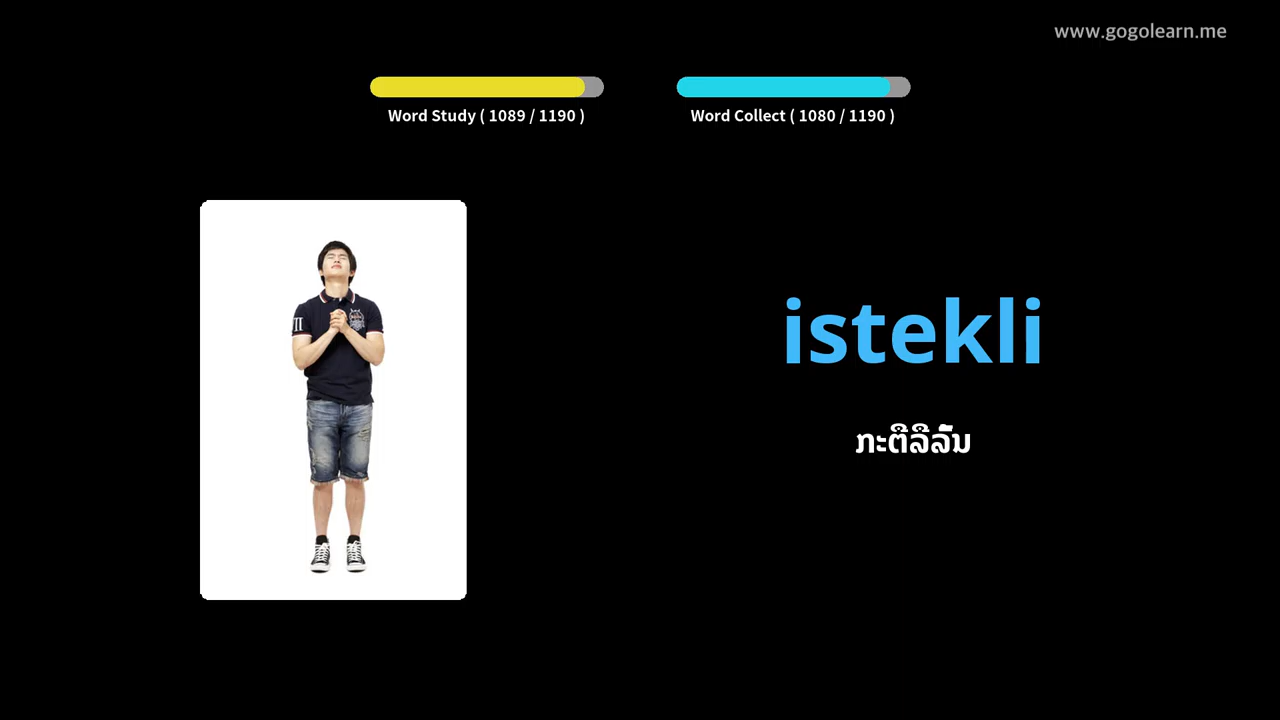 www.gogolearn.me
Word Study ( 1089 / 1190 )
Word Collect ( 1080 / 1190 )
istekli
ກະຕືລືລົ້ນ